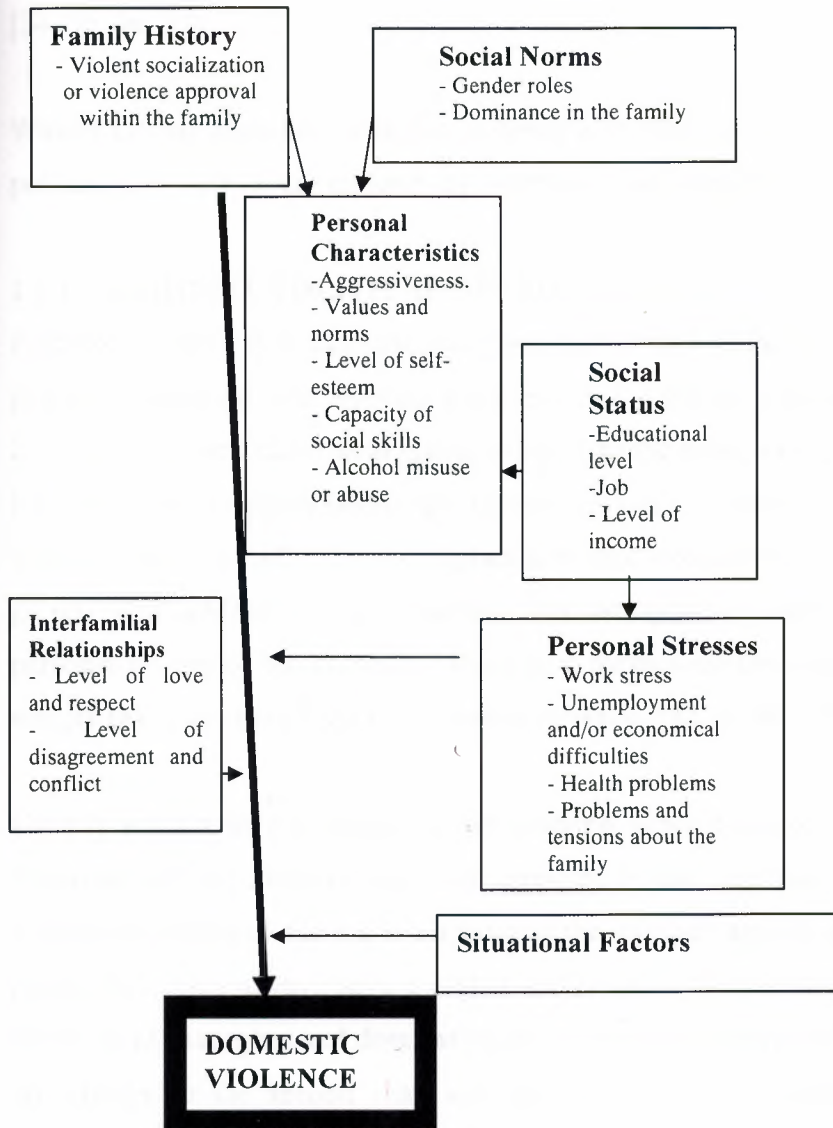 Family History
- Violent socialization
or violence approval
within the family
Social Norms
- Gender roles
- Dominance in the family
Personal
Characteristics
-Aggressiveness.
- Values and
norms
- Level of self-
esteem
- Capacity of
social skills
- Alcohol misuse
or abuse
Social
Status
-Educational
level
-Job
- Level of
income
Interfamilial
Relationships
- Level of love
and respect
- Level of
disagreement and
conflict
Personal Stresses
- Work stress
- Unemployment
and/or economical
difficulties
- Health problems
- Problems and
tensions about the
family
Situational Factors
DOMESTIC
VIOLENCE